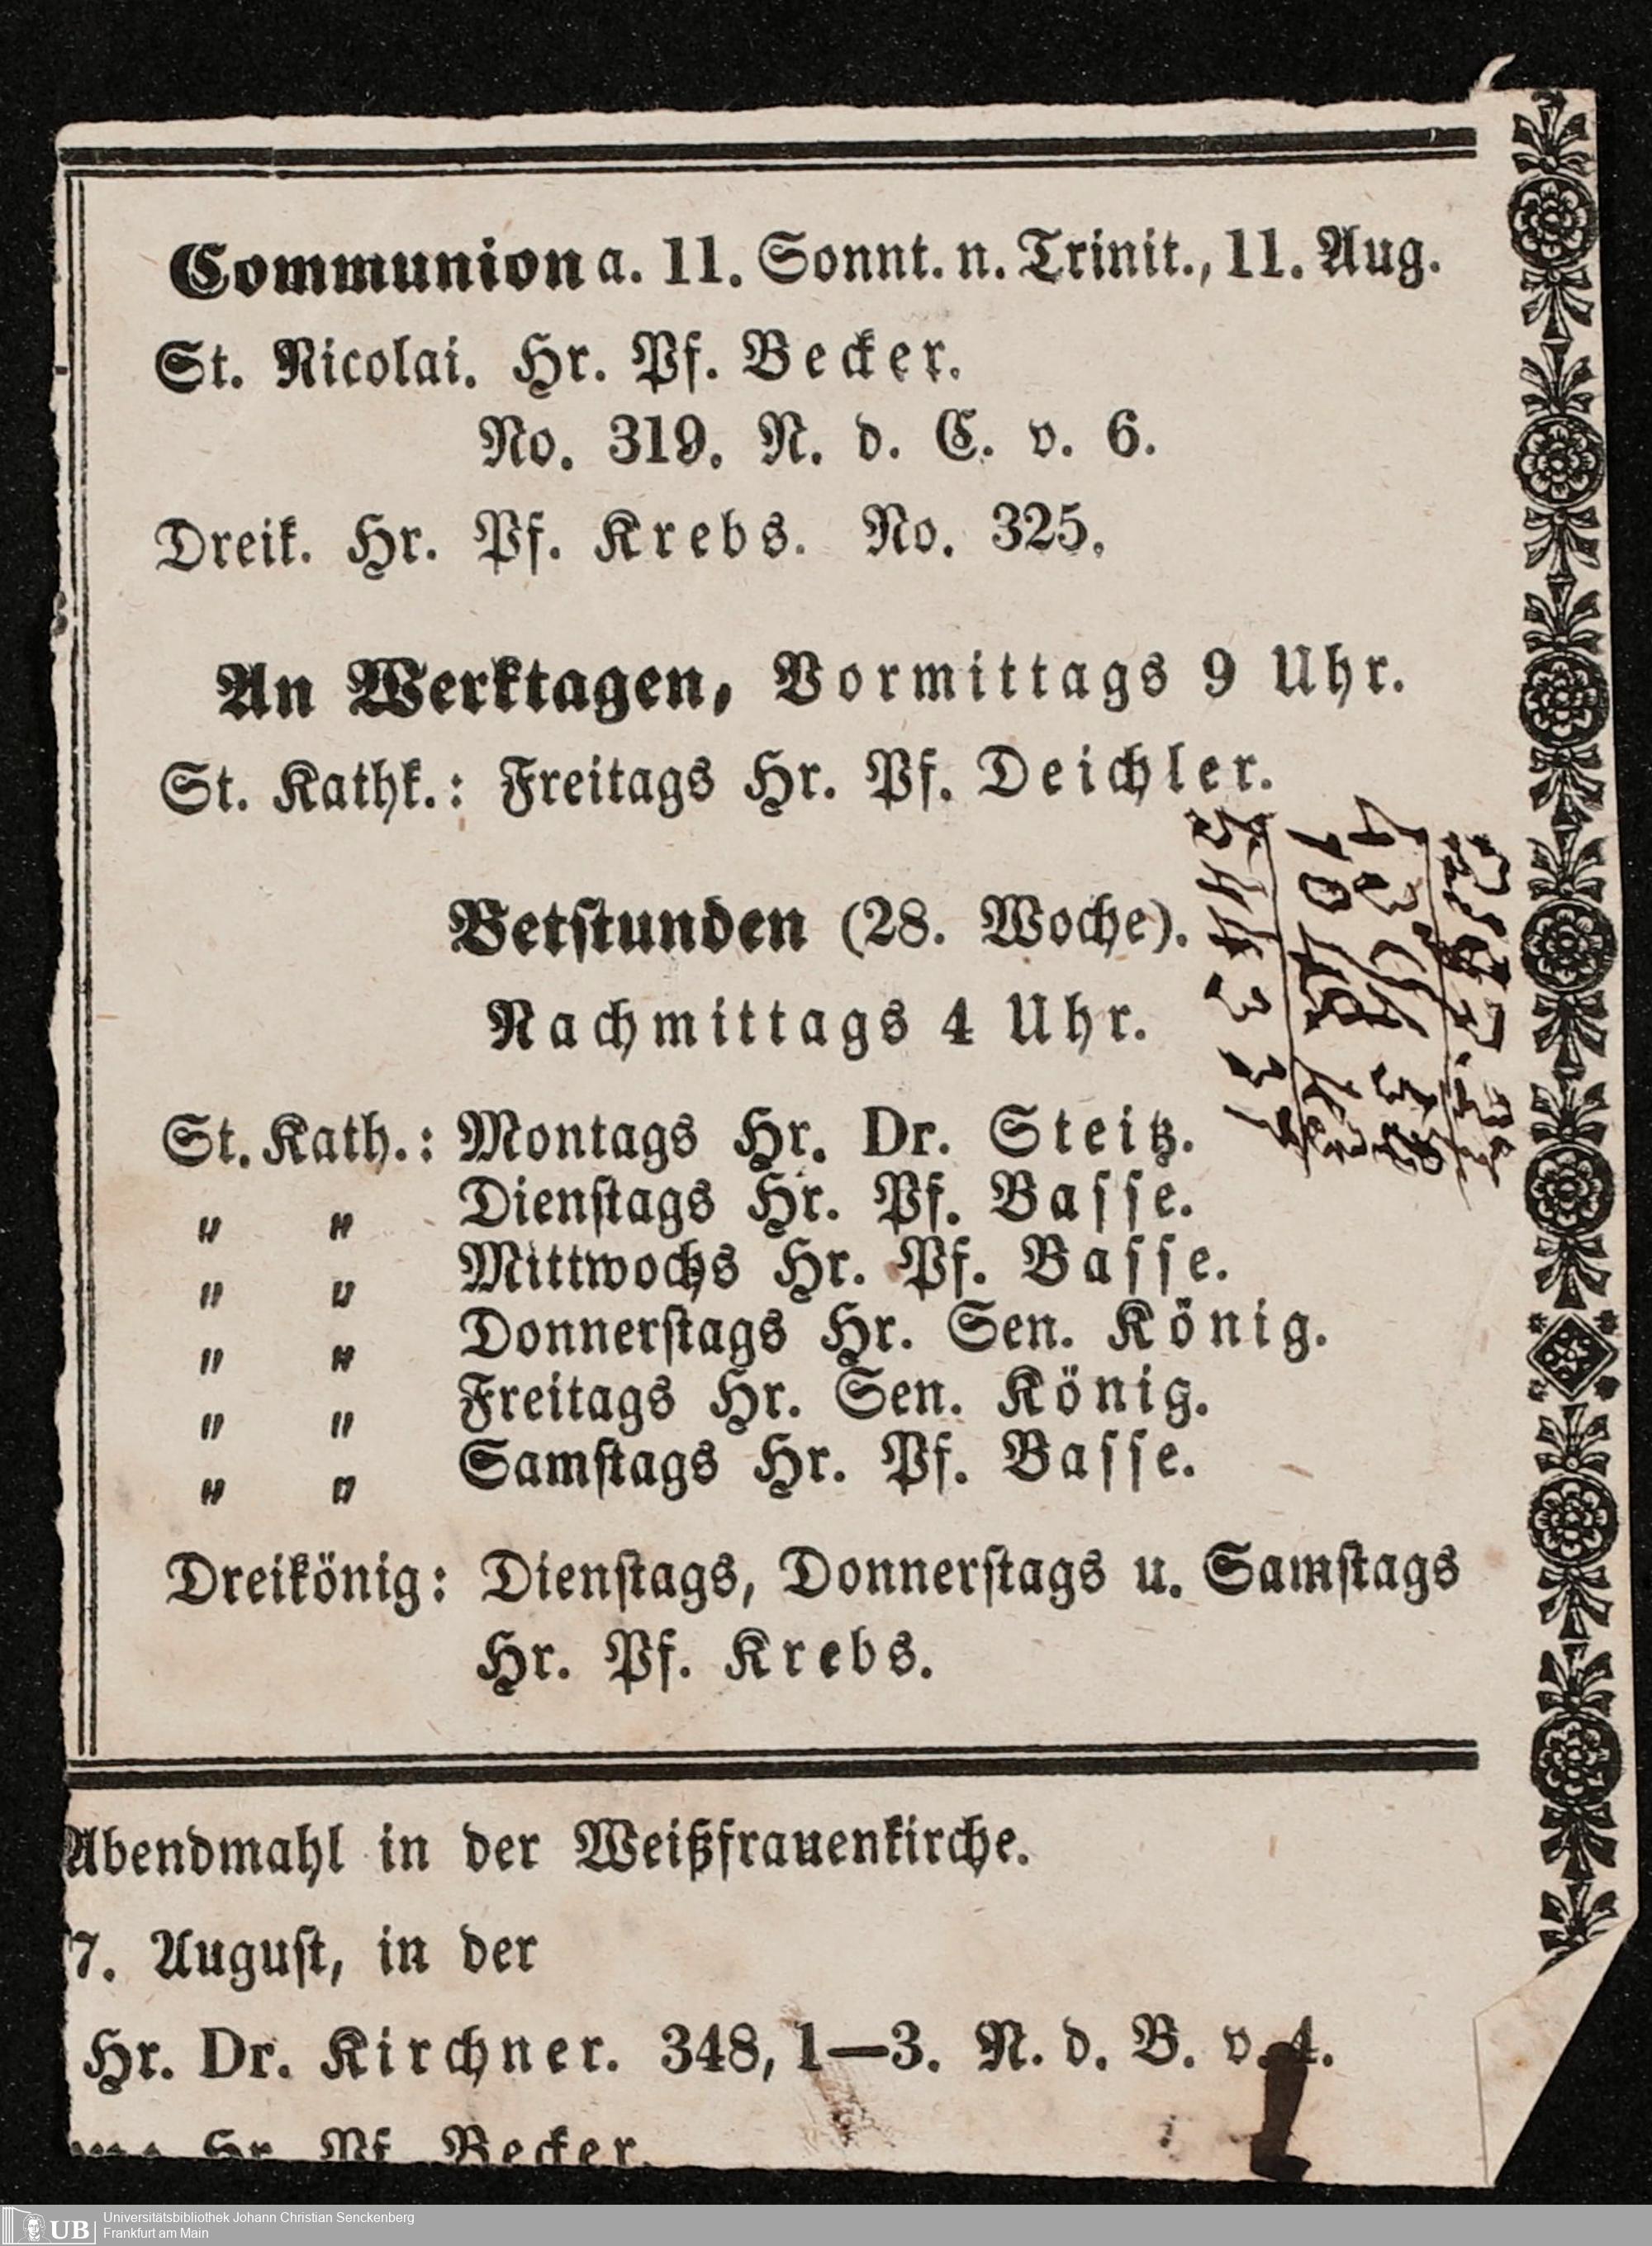 Communion a. 11. Sonnt. n. Trinit., 11. Aug.
St. Nicolai. Hr. Pf. Becker.
No. 319. N. d. C. v. 6.
Dreik. Hr. Pf. Krebs. No. 325.
An Werktagen, Vormittags 9 Uhr.
St. Kathk.: Freitags Hr. Pf. Deichler.
Betſtunden (28. Woche).
Nachmittags 4 Uhr.
St. Kath.: Montags Hr. Dr. Steitz.
„ „ Dienſtags Hr. Pf. Baſſe.
„ „ Mittwochs Hr. Pf. Baſſe.
„ „ Donnerſtags Hr. Sen. König.
„ „ Freitags Hr. Sen. König.
„ „ Samſtags Hr. Pf. Baſſe.
Dreikönig: Dienſtags, Donnerſtags u. Samſtags
Hr. Pf. Krebs.
Abendmahl in der Weißfrauenkirche.
7. Auguſt, in der
Hr. Dr. Kirchner. 348, 1—3. N. d. B. v. 4.
Hr. Pf. Becker.
UB Universitätsbibliothek Johann Christian Senckenberg
Frankfurt am Main